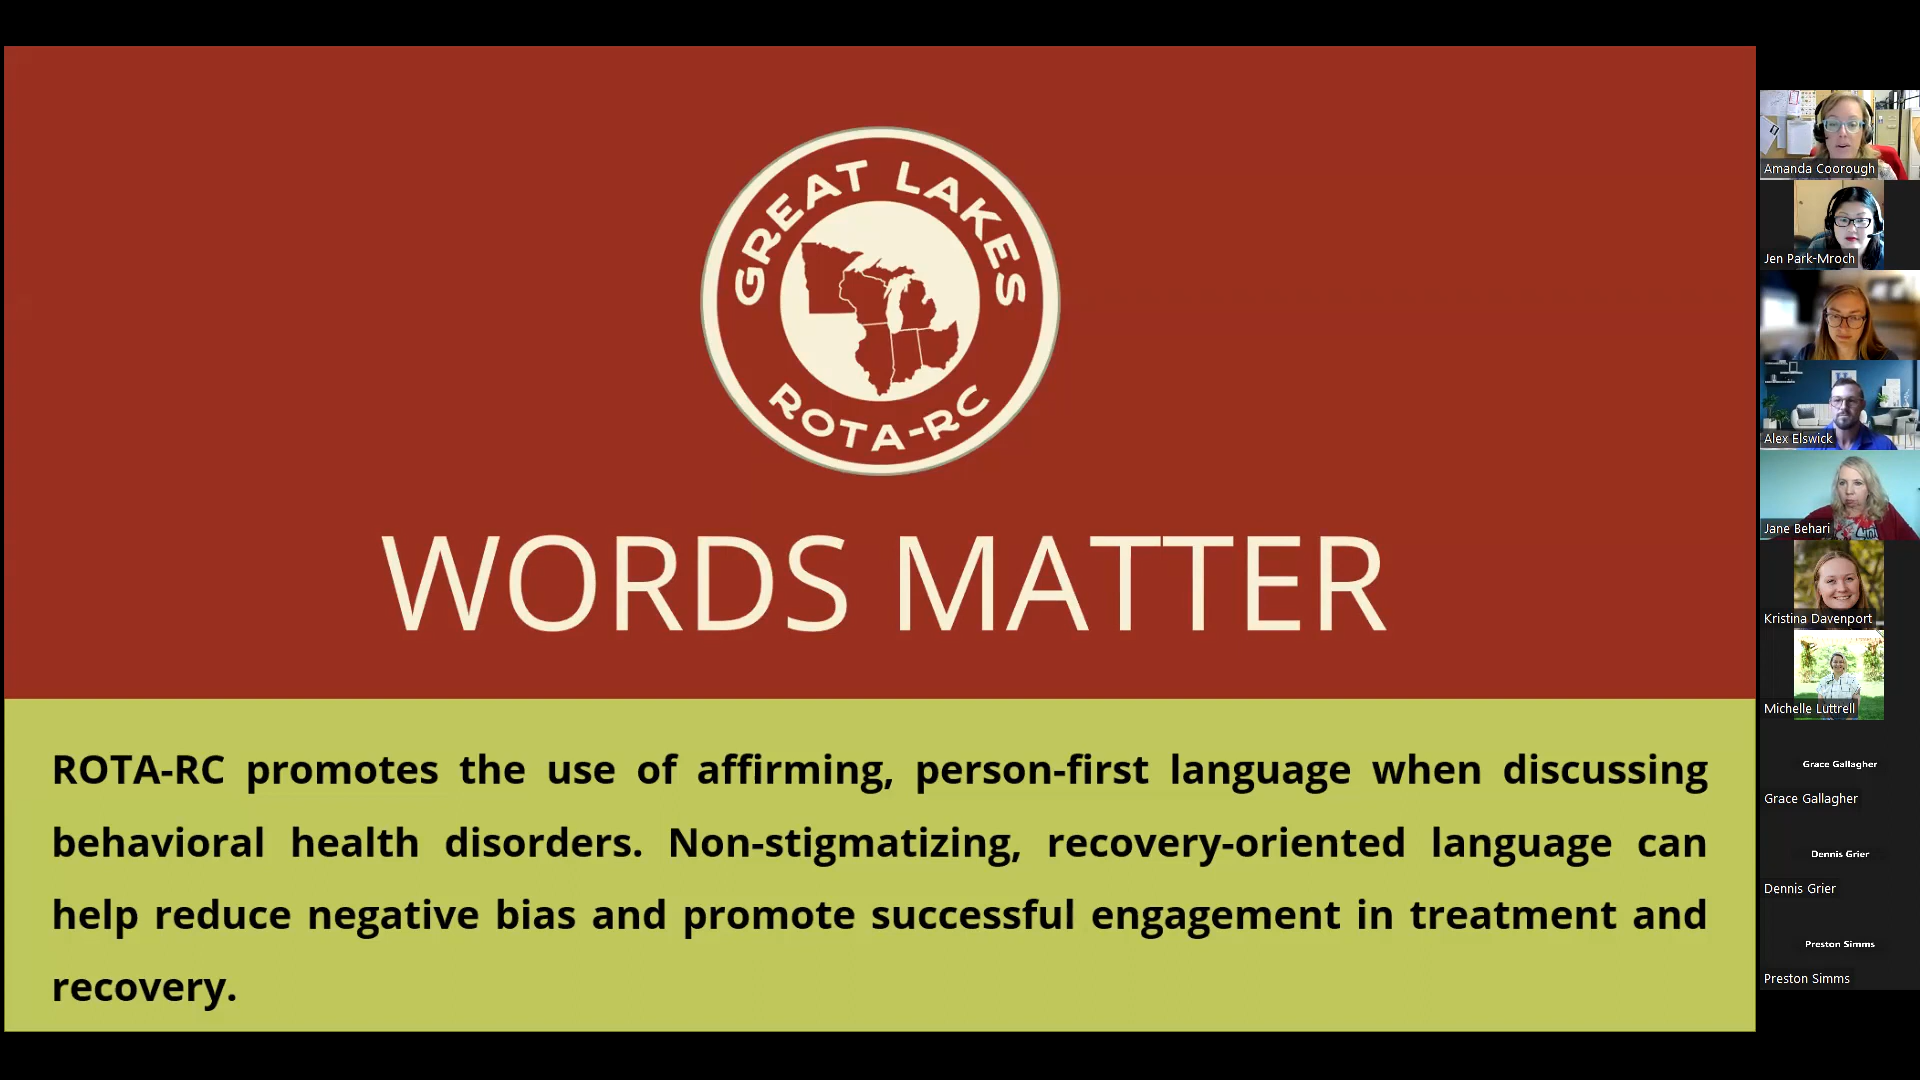 GREAT LAKES
ROTA-RC
WORDS MATTER
ROTA-RC promotes the use of affirming, person-first language when discussing
behavioral health disorders. Non-stigmatizing, recovery-oriented language can
help reduce negative bias and promote successful engagement in treatment and
recovery.
Amanda Coorough
Jen Park-Mroch
Alex Elswick
Jane Behari
Kristina Davenport
Michelle Luttrell
Grace Gallagher
Grace Gallagher
Dennis Grier
Dennis Grier
Preston Simms
Preston Simms